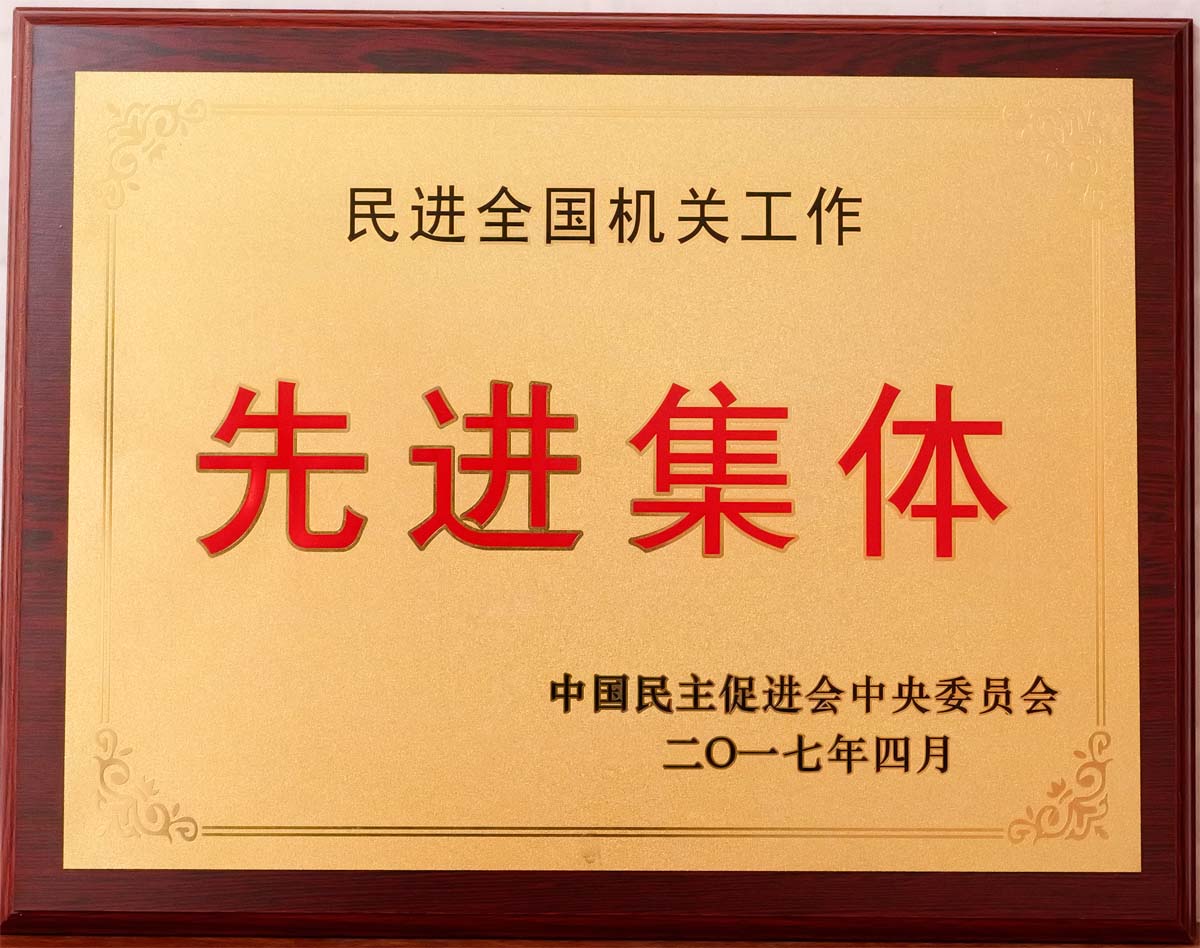 民进全国机关工作
先进集体
中国民主促进会中央委员会
二〇一七年四月